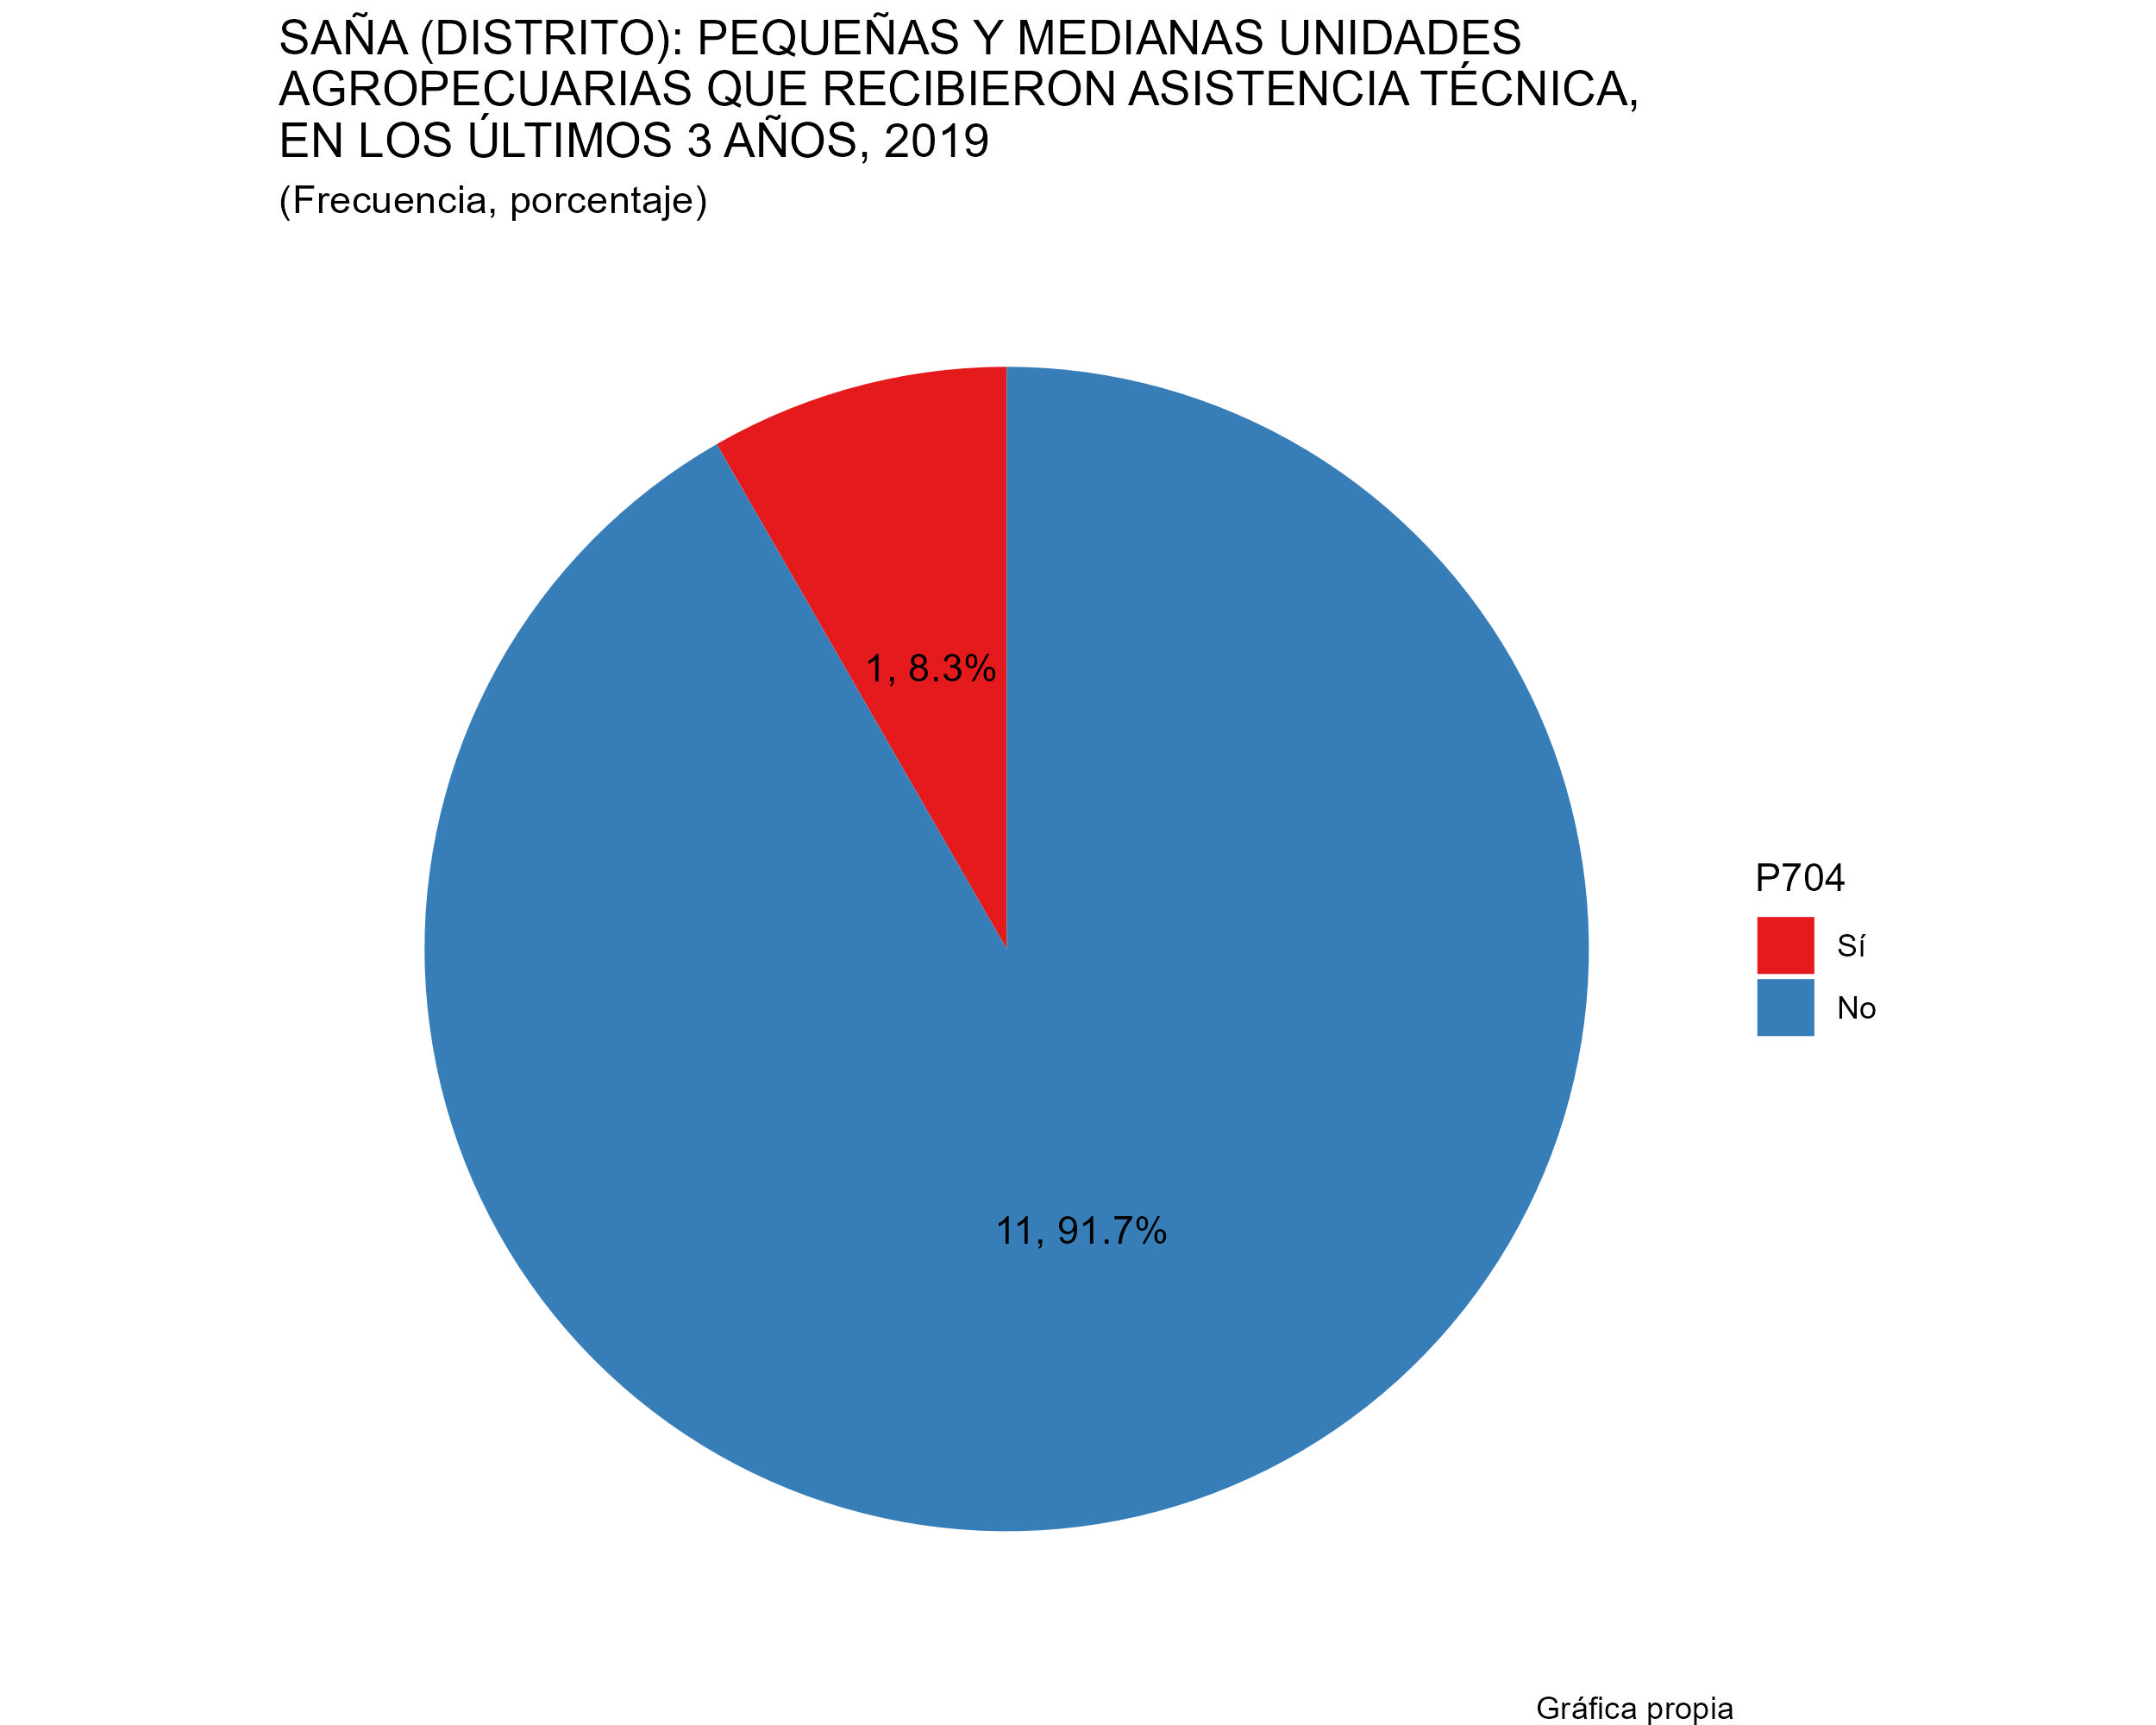 SAÑA (DISTRITO): PEQUEÑAS Y MEDIANAS UNIDADES
AGROPECUARIAS QUE RECIBIERON ASISTENCIA TÉCNICA,
EN LOS ÚLTIMOS 3 AÑOS, 2019
(Frecuencia, porcentaje)
1, 8.3%
11, 91.7%
P704
Sí
No
Gráfica propia